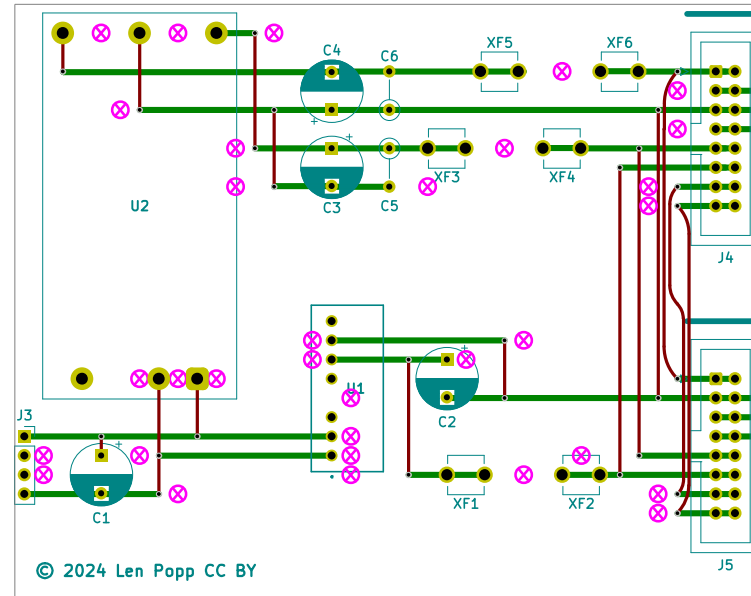 C4
C6
XF5
XF6
+
+
XF3
XF4
U2
C3
C5
J4
+
U1
J3
C2
+
XF1
XF2
C1
J5
© 2024 Len Popp CC BY